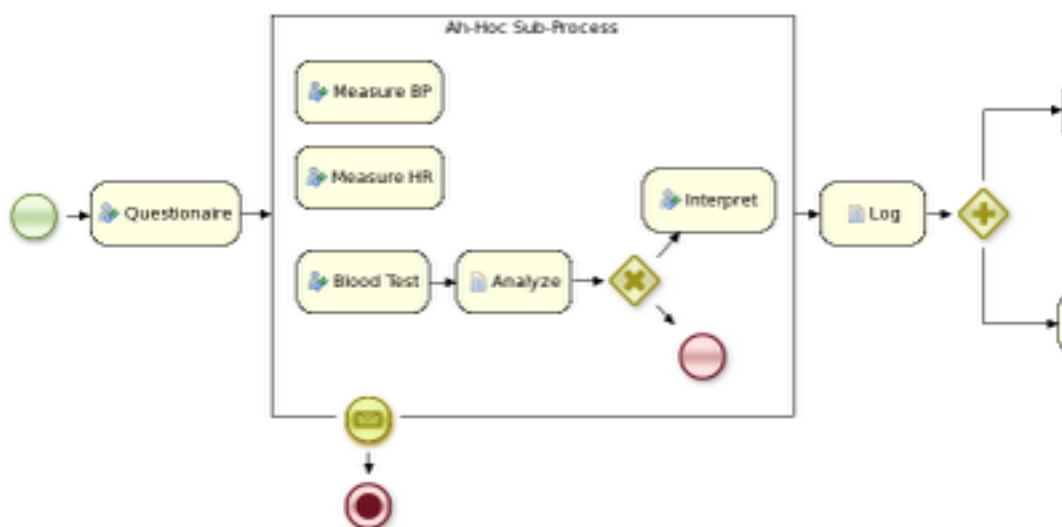 Ah-Hoc Sub-Process
Measure BP
Measure HR
Questionaire
Interpret
Log
Blood Test
Analyze